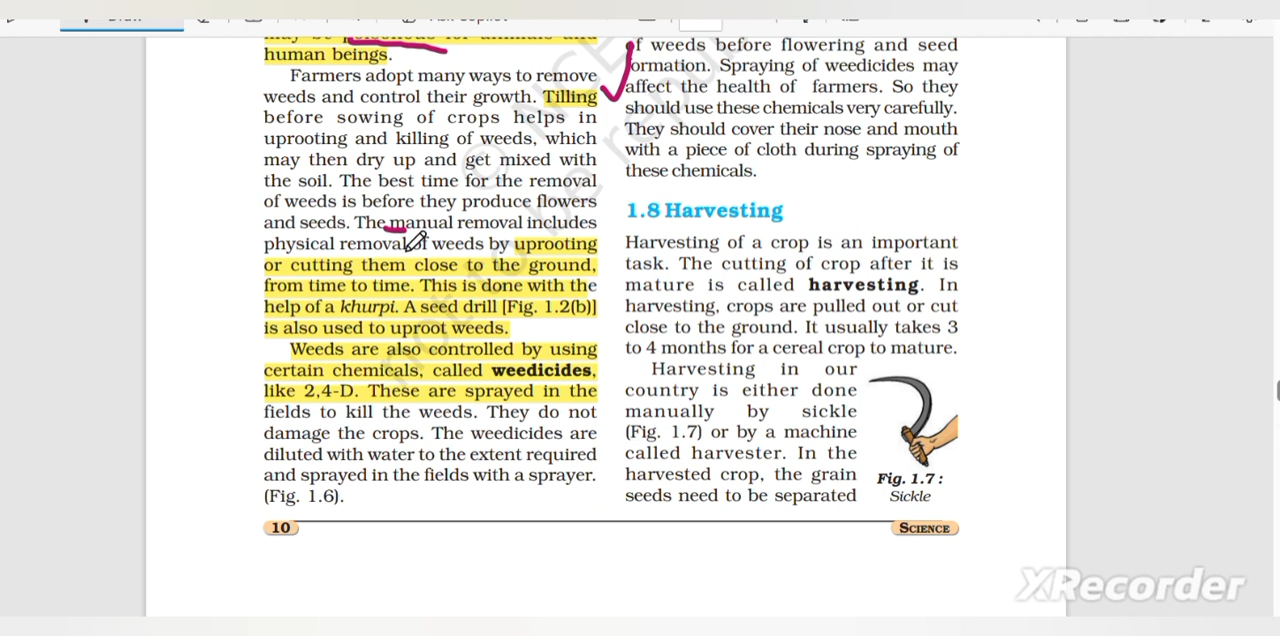 may be poisonous for animals and
human beings.
Farmers adopt many ways to remove
weeds and control their growth. Tilling
before sowing of crops helps in
uprooting and killing of weeds, which
may then dry up and get mixed with
the soil. The best time for the removal
of weeds is before they produce flowers
and seeds. The manual removal includes
physical removal of weeds by uprooting
or cutting them close to the ground,
from time to time. This is done with the
help of a khurpi. A seed drill [Fig. 1.2(b)]
is also used to uproot weeds.
Weeds are also controlled by using
certain chemicals, called weedicides,
like 2,4-D. These are sprayed in the
fields to kill the weeds. They do not
damage the crops. The weedicides are
diluted with water to the extent required
and sprayed in the fields with a sprayer.
(Fig. 1.6).
of weeds before flowering and seed
formation. Spraying of weedicides may
affect the health of farmers. So they
should use these chemicals very carefully.
They should cover their nose and mouth
with a piece of cloth during spraying of
these chemicals.
1.8 Harvesting
Harvesting of a crop is an important
task. The cutting of crop after it is
mature is called harvesting. In
harvesting, crops are pulled out or cut
close to the ground. It usually takes 3
to 4 months for a cereal crop to mature.
Harvesting in our
country is either done
manually by sickle
(Fig. 1.7) or by a machine
called harvester. In the
harvested crop, the grain
seeds need to be separated
Fig. 1.7 :
Sickle
10
SCIENCE
XRecorder